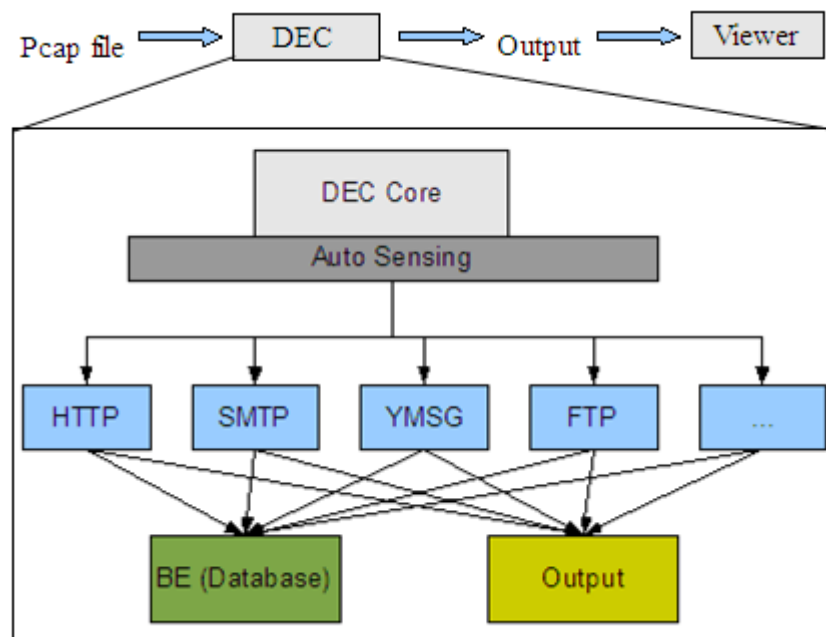 Pcap file
DEC
Output
Viewer
DEC Core
Auto Sensing
HTTP
SMTP
YMSG
FTP
...
BE (Database)
Output